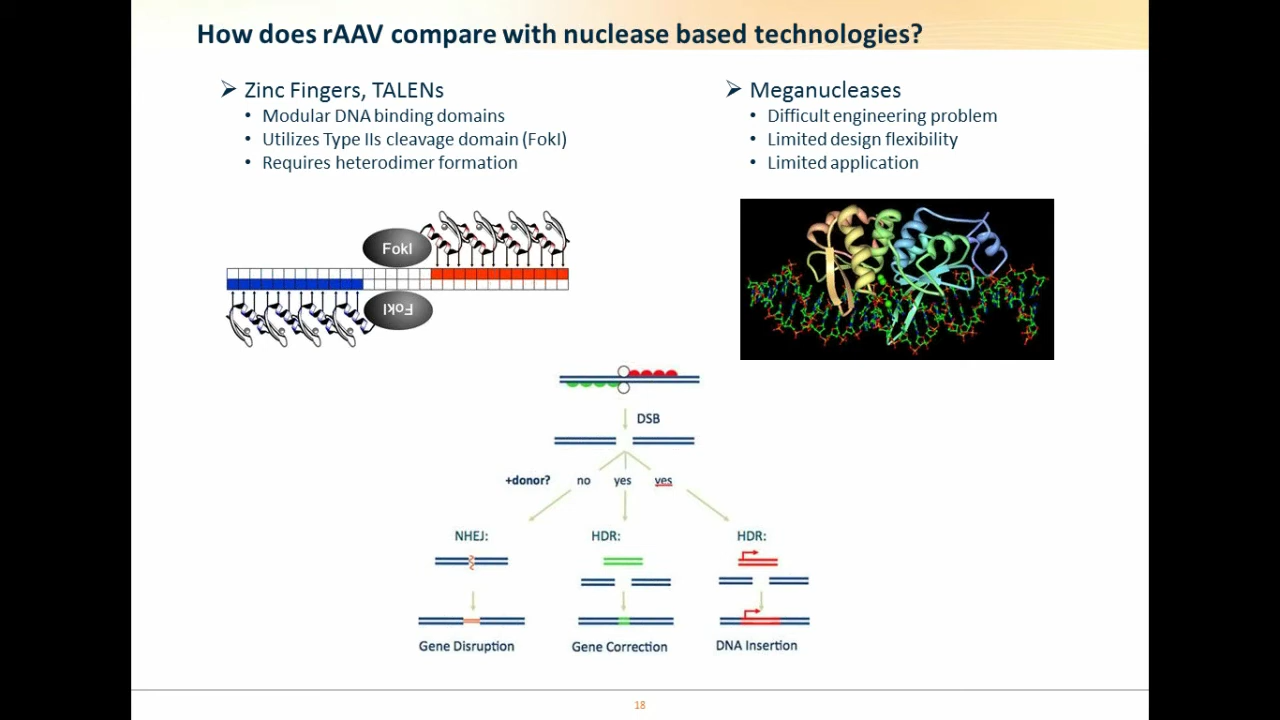 How does rAAV compare with nuclease based technologies?
➢ Zinc Fingers, TALENs
• Modular DNA binding domains
• Utilizes Type IIs cleavage domain (FokI)
• Requires heterodimer formation
➢ Meganucleases
• Difficult engineering problem
• Limited design flexibility
• Limited application
FokI
FokI
DSB
+donor? no yes yes
NHEJ: HDR: HDR:
Gene Disruption Gene Correction DNA Insertion
18